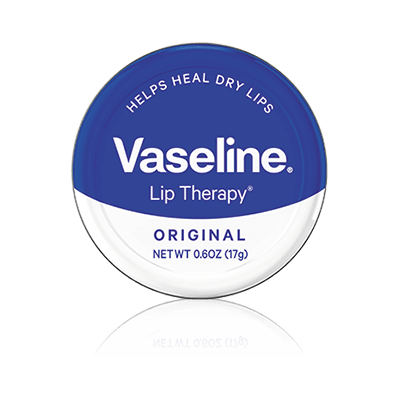 HELPS HEAL DRY LIPS
Vaseline®
Lip Therapy®
ORIGINAL
NET WT 0.6OZ (17g)